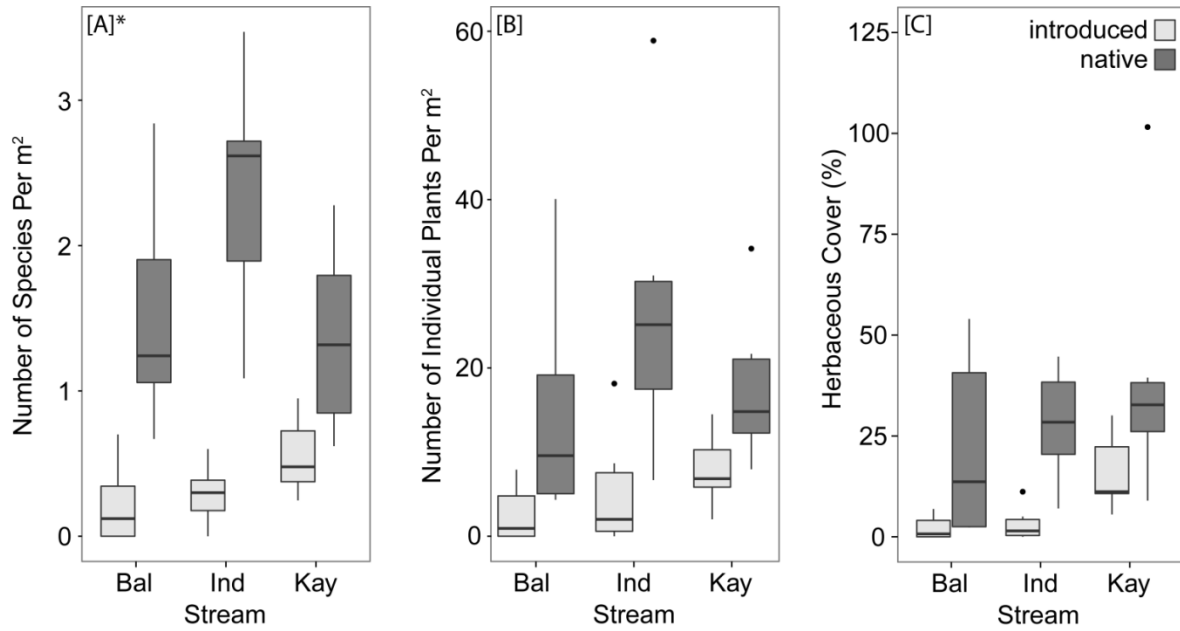 [A]*
Number of Species Per m²
3
2
1
0
Bal Ind Kay
Stream
[B]
Number of Individual Plants Per m²
60
40
20
0
Bal Ind Kay
Stream
[C]
introduced
native
Herbaceous Cover (%)
125
100
75
50
25
0
Bal Ind Kay
Stream